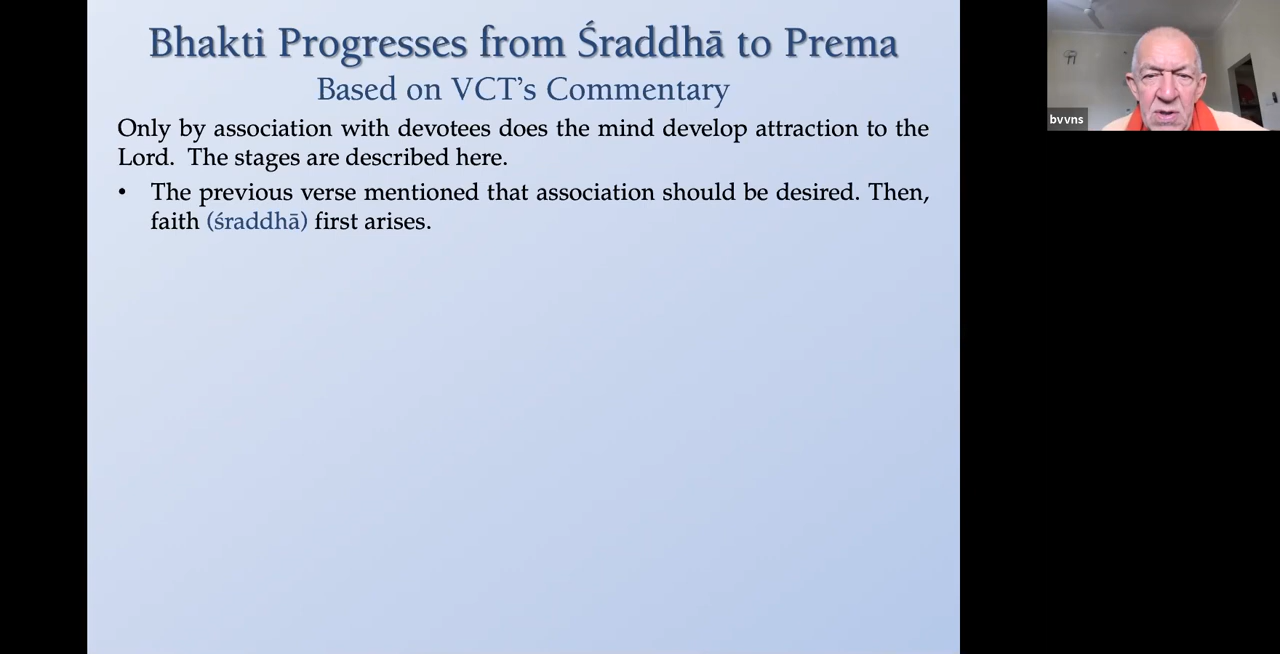 Bhakti Progresses from Śraddhā to Prema
Based on VCT's Commentary
Only by association with devotees does the mind develop attraction to the
Lord. The stages are described here.
• The previous verse mentioned that association should be desired. Then,
faith (śraddhā) first arises.
bvvns